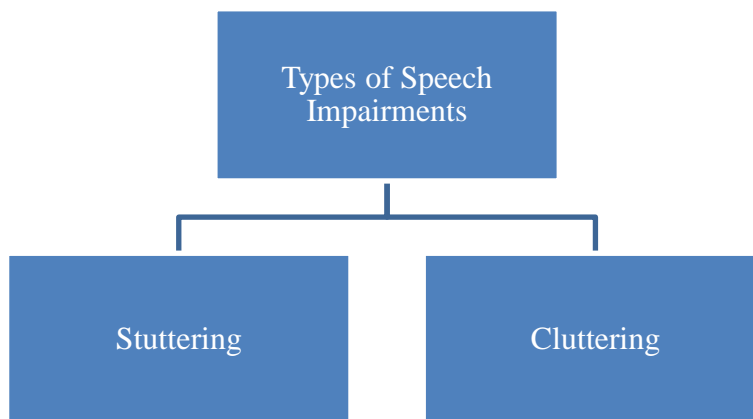 Types of Speech
Impairments
Stuttering
Cluttering